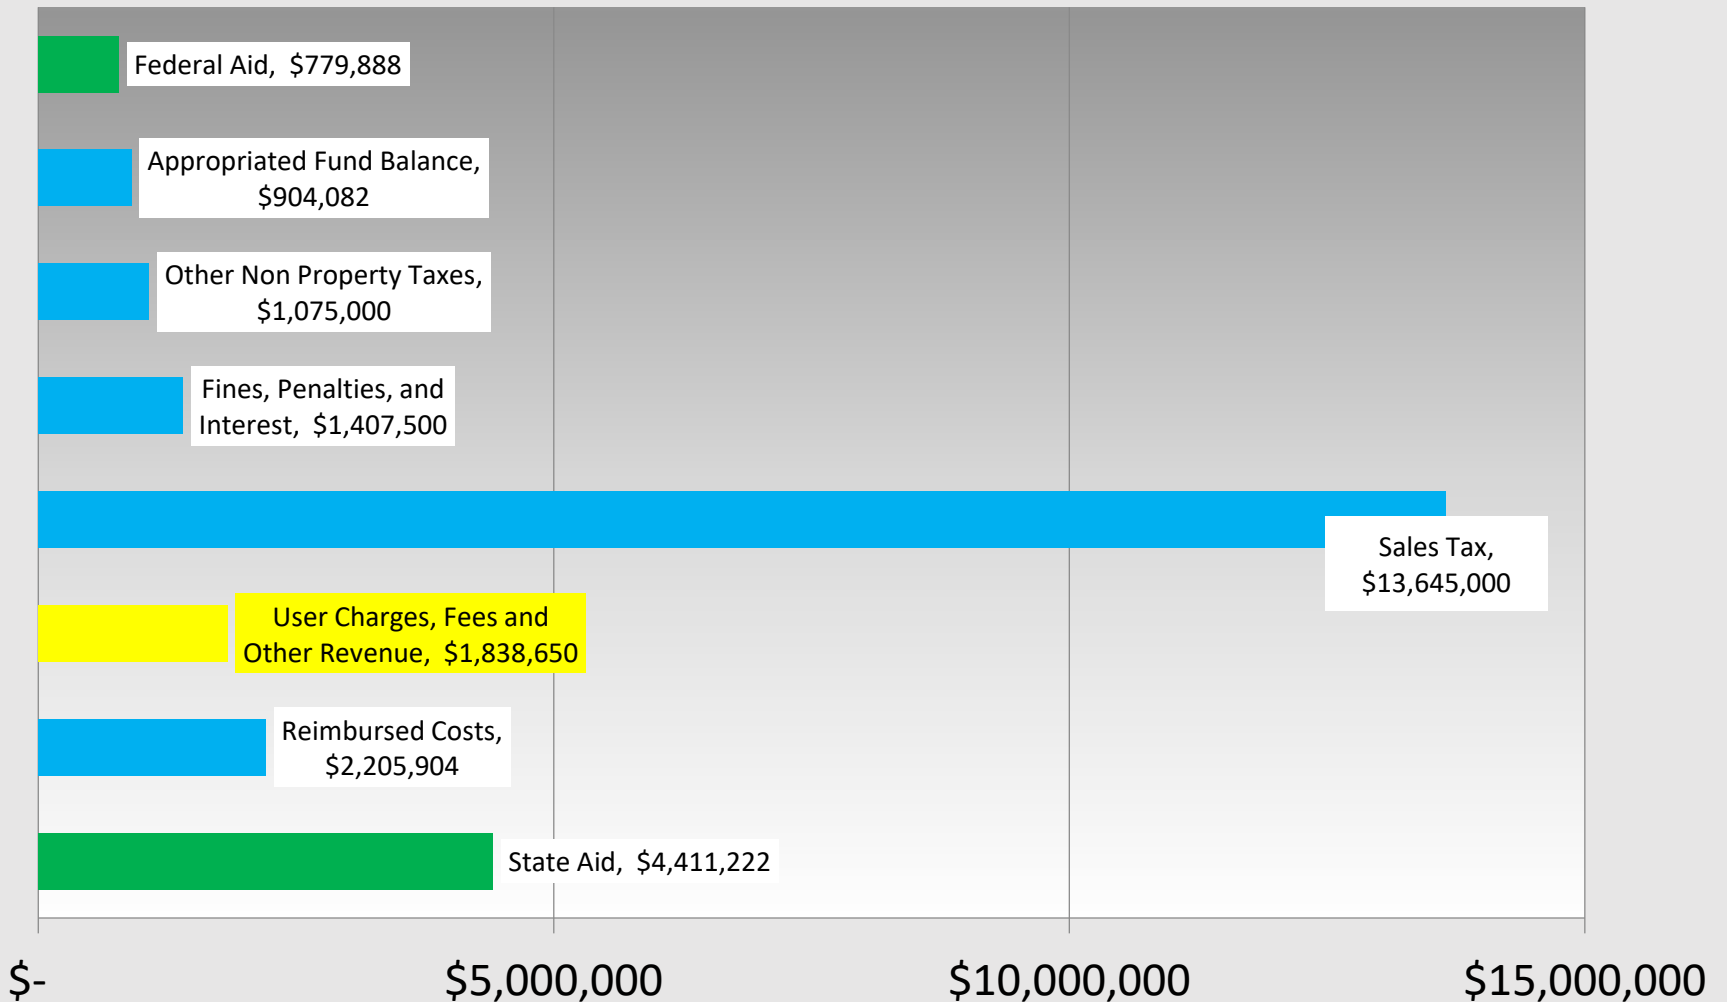 Federal Aid,  $779,888
Appropriated Fund Balance,
$904,082
Other Non Property Taxes,
$1,075,000
Fines, Penalties, and
Interest,  $1,407,500
Sales Tax,
$13,645,000
User Charges, Fees and
Other Revenue,  $1,838,650
Reimbursed Costs,
$2,205,904
State Aid,  $4,411,222
$-
$5,000,000
$10,000,000
$15,000,000